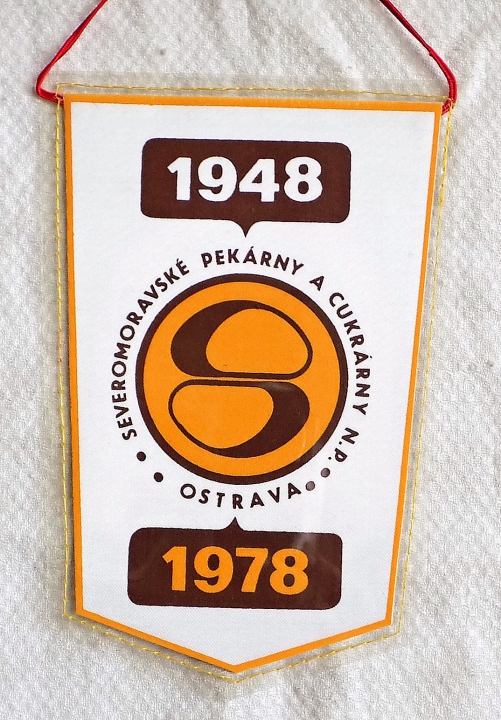 1948
SEVEROMORAVSKÉ PEKÁRNY A CUKRÁRNY N.P.
OSTRAVA
1978